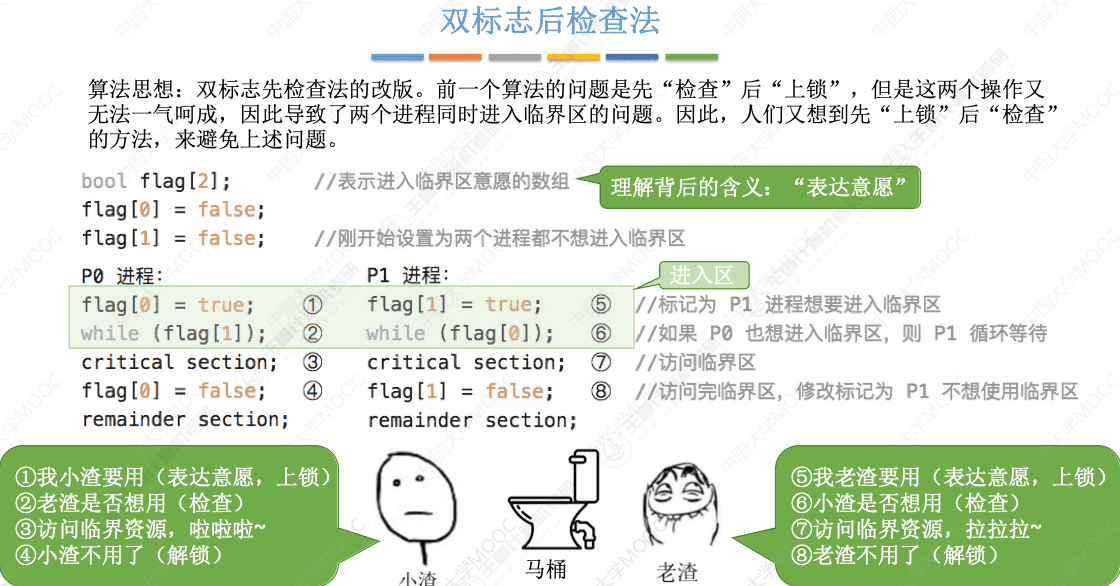 双标志后检查法
算法思想：双标志先检查法的改版。前一个算法的问题是先“检查”后“上锁”，但是这两个操作又
无法一气呵成，因此导致了两个进程同时进入临界区的问题。因此，人们又想到先“上锁”后“检查”
的方法，来避免上述问题。
bool flag[2]; //表示进入临界区意愿的数组
理解背后的含义：“表达意愿”
flag[0] = false;
flag[1] = false; //刚开始设置为两个进程都不想进入临界区
P0 进程： P1 进程： 进入区
flag[0] = true; ① flag[1] = true; ⑤ //标记为 P1 进程想要进入临界区
while (flag[1]); ② while (flag[0]); ⑥ //如果 P0 也想进入临界区，则 P1 循环等待
critical section; ③ critical section; ⑦ //访问临界区
flag[0] = false; ④ flag[1] = false; ⑧ //访问完临界区，修改标记为 P1 不想使用临界区
remainder section; remainder section;
①我小渣要用（表达意愿，上锁）
②老渣是否想用（检查）
③访问临界资源，啦啦啦~
④小渣不用了（解锁）
小渣
马桶
老渣
⑤我老渣要用（表达意愿，上锁）
⑥小渣是否想用（检查）
⑦访问临界资源，拉拉拉~
⑧老渣不用了（解锁）